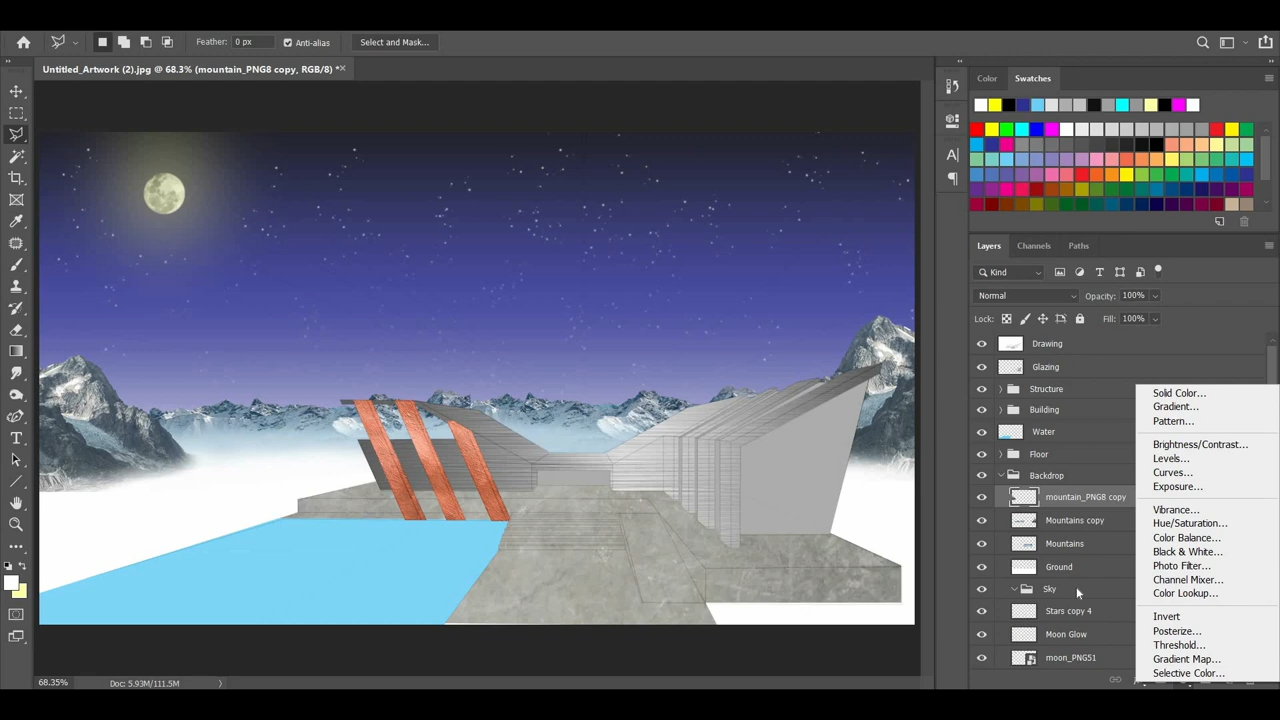 Feather: 0 px Anti-alias Select and Mask...
Untitled_Artwork (2).jpg @ 68.3% (mountain_PNG8 copy, RGB/8) *
Color Swatches
Layers Channels Paths
Kind
Normal Opacity: 100%
Lock: Fill: 100%
Drawing
Glazing
Structure
Building
Water
Floor
Backdrop
mountain_PNG8 copy
Mountains copy
Mountains
Ground
Sky
Stars copy 4
Moon Glow
moon_PNG51
Solid Color...
Gradient...
Pattern...
Brightness/Contrast...
Levels...
Curves...
Exposure...
Vibrance...
Hue/Saturation...
Color Balance...
Black & White...
Photo Filter...
Channel Mixer...
Color Lookup...
Invert
Posterize...
Threshold...
Gradient Map...
Selective Color...
68.35% Doc: 5.93M/111.5M